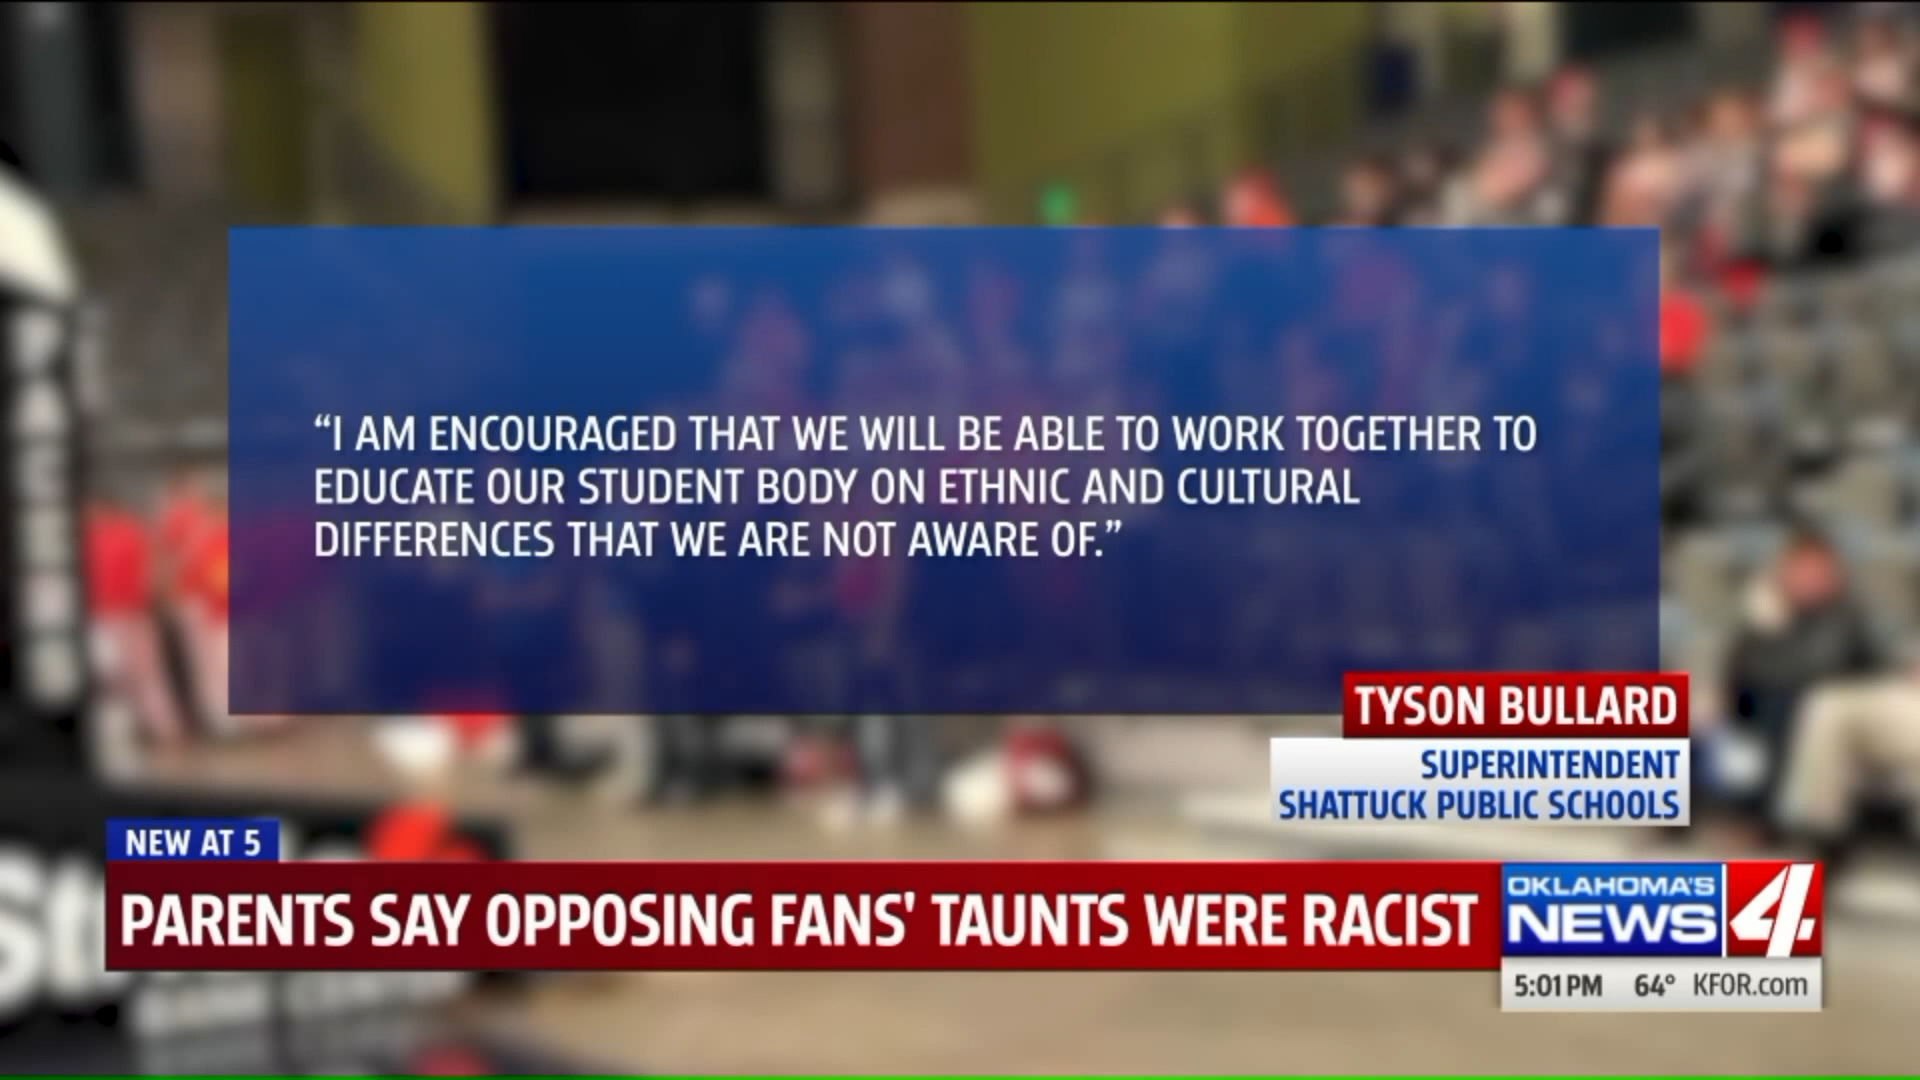 “I AM ENCOURAGED THAT WE WILL BE ABLE TO WORK TOGETHER TO
EDUCATE OUR STUDENT BODY ON ETHNIC AND CULTURAL
DIFFERENCES THAT WE ARE NOT AWARE OF.”
TYSON BULLARD
SUPERINTENDENT
SHATTUCK PUBLIC SCHOOLS
NEW AT 5
PARENTS SAY OPPOSING FANS' TAUNTS WERE RACIST
OKLAHOMA'S
NEWS 4
5:01 PM 64° KFOR.com